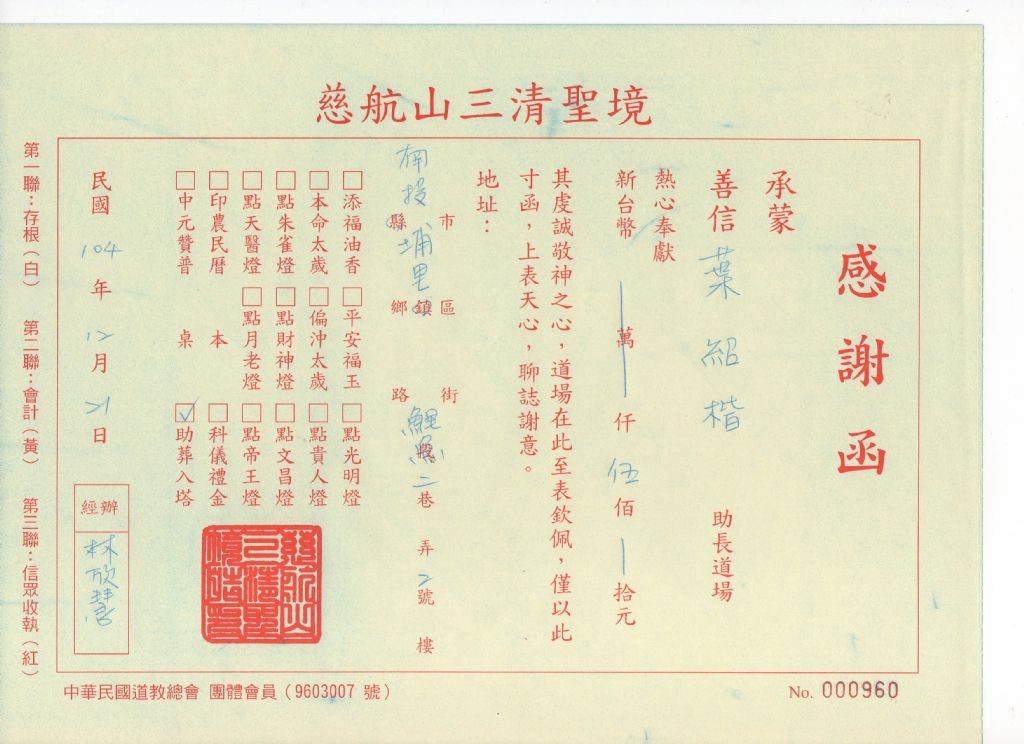 慈航山三清聖境
感謝函
承蒙
善信 葉紹楷 助長道場
熱心奉獻
新台幣 — 萬 — 仟 伍 佰 — 拾元
其虔誠敬神之心，道場在此至表欽佩，僅以此
寸函，上表天心，聊誌謝意。
地址：
南投 縣 市 埔里 鄉 鎮 區 路 街 鯉魚 段 二 巷 弄 2 號 樓
□添福油香 □平安福玉 □點光明燈
□本命太歲 □偏沖太歲 □點貴人燈
□點朱雀燈 □點財神燈 □點文昌燈
□點天醫燈 □點月老燈 □點帝王燈
□印農民曆 本 □科儀禮金
□中元贊普 桌 ☑助葬入塔
民國 104 年 12 月 21 日
經辦 林欣慧
第一聯：存根（白） 第二聯：會計（黃） 第三聯：信眾收執（紅）
中華民國道教總會 團體會員（9603007 號）
No. 000960